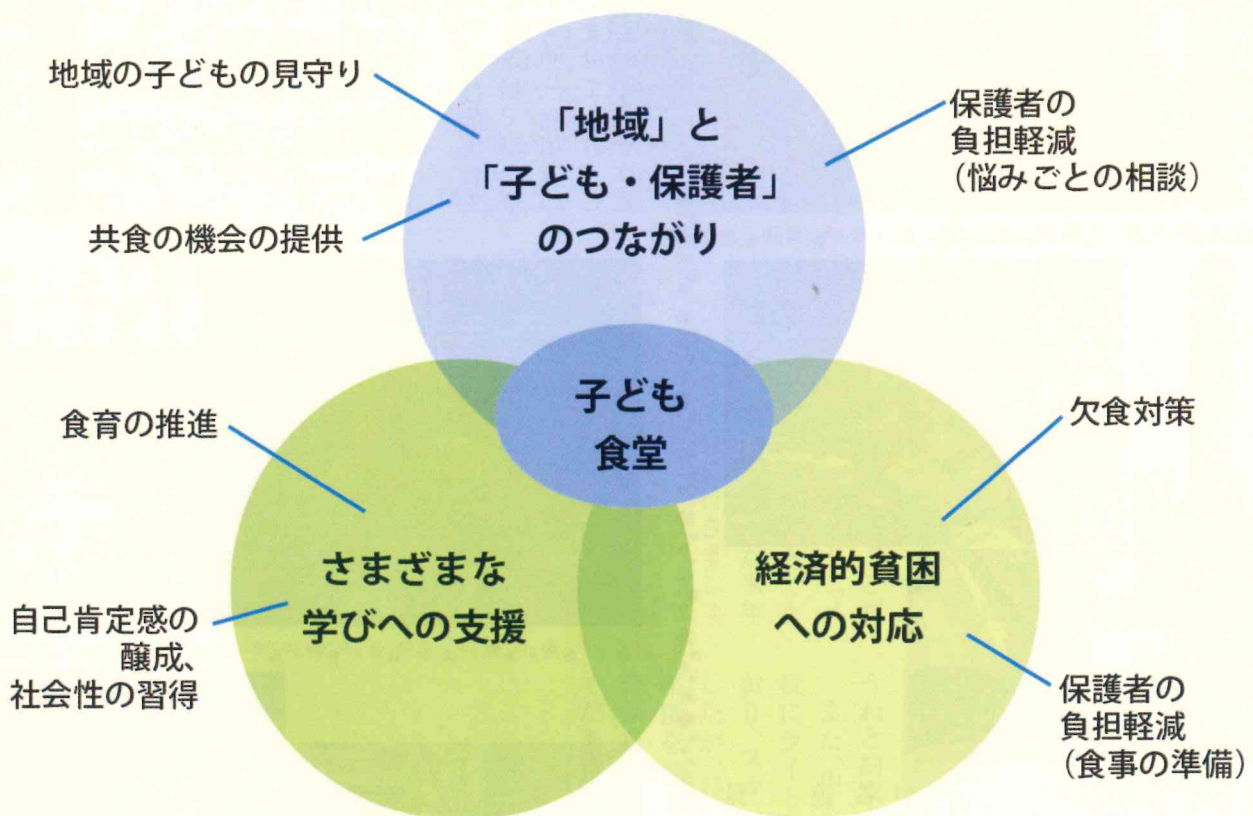 地域の子どもの見守り
共食の機会の提供
「地域」と
「子ども・保護者」
のつながり
保護者の
負担軽減
（悩みごとの相談）
子ども
食堂
食育の推進
自己肯定感の
醸成、
社会性の習得
さまざまな
学びへの支援
経済的貧困
への対応
欠食対策
保護者の
負担軽減
（食事の準備）